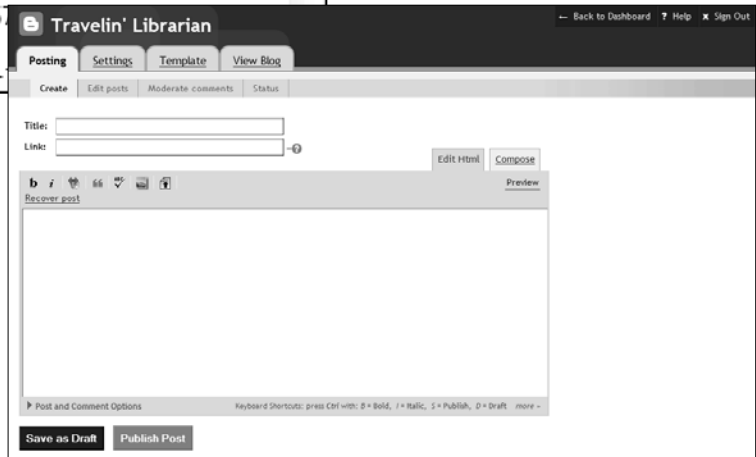 Travelin' Librarian
← Back to Dashboard ? Help x Sign Out
Posting Settings Template View Blog
Create Edit posts Moderate comments Status
Title:
Link:
Edit Html Compose
b i ABC Preview
Recover post
Post and Comment Options Keyboard Shortcuts: press Ctrl with: B = Bold, I = Italic, S = Publish, D = Draft more »
Save as Draft Publish Post